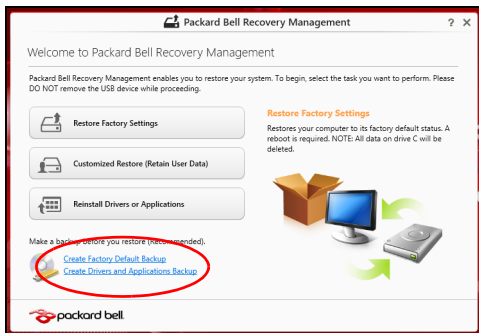 Packard Bell Recovery Management
? X
Welcome to Packard Bell Recovery Management
Packard Bell Recovery Management enables you to restore your system. To begin, select the task you want to perform. Please
DO NOT remove the USB device while proceeding.
Restore Factory Settings
Customized Restore (Retain User Data)
Reinstall Drivers or Applications
Restore Factory Settings
Restores your computer to its factory default status. A
reboot is required. NOTE: All data on drive C will be
deleted.
Make a backup before you restore (Recommended).
Create Factory Default Backup
Create Drivers and Applications Backup
packard bell.